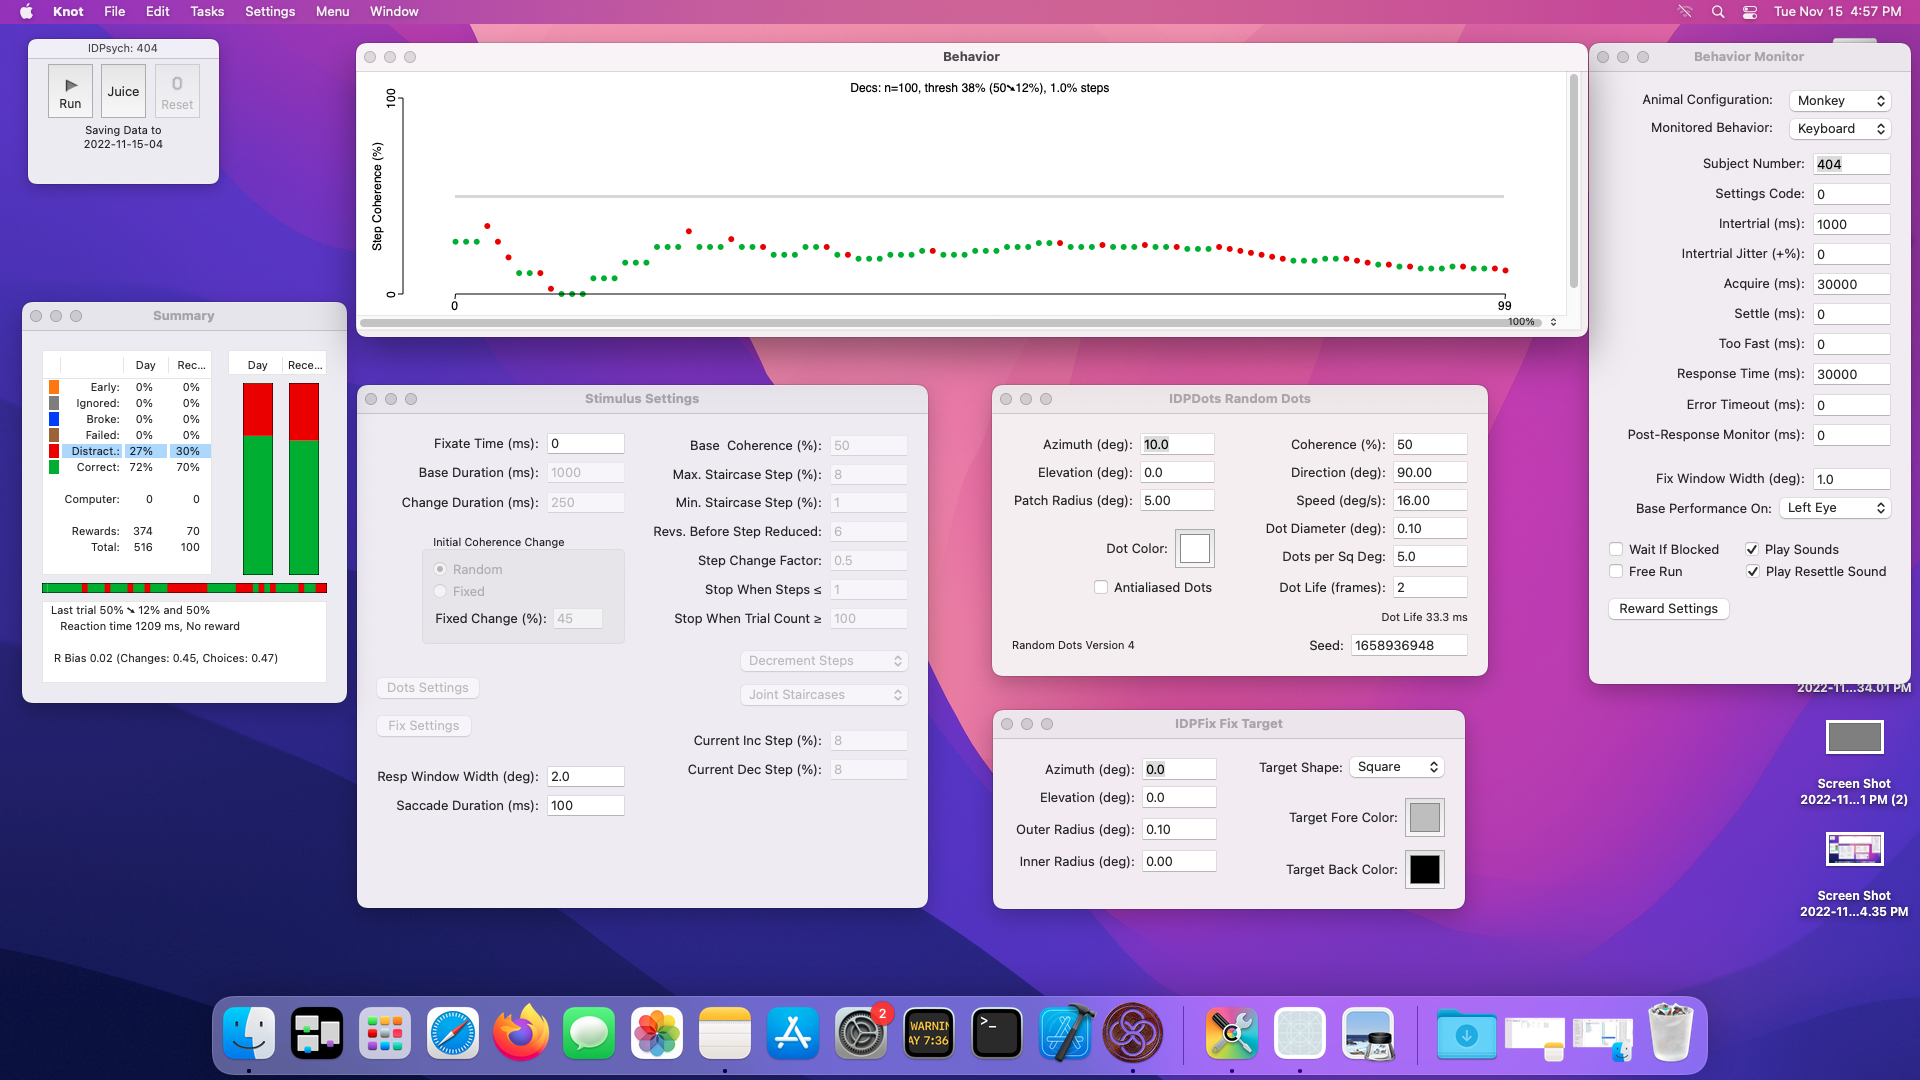 Knot File Edit Tasks Settings Menu Window
Tue Nov 15 4:57 PM
IDPsych: 404
Run
Juice
0
Reset
Saving Data to
2022-11-15-04
Behavior
Decs: n=100, thresh 38% (50➘12%), 1.0% steps
Step Coherence (%)
100
0
0
99
100%
Behavior Monitor
Animal Configuration: Monkey
Monitored Behavior: Keyboard
Subject Number: 404
Settings Code: 0
Intertrial (ms): 1000
Intertrial Jitter (+%): 0
Acquire (ms): 30000
Settle (ms): 0
Too Fast (ms): 0
Response Time (ms): 30000
Error Timeout (ms): 0
Post-Response Monitor (ms): 0
Fix Window Width (deg): 1.0
Base Performance On: Left Eye
Wait If Blocked
Play Sounds
Free Run
Play Resettle Sound
Reward Settings
Summary
Day Rec...
Day Rece...
Early: 0% 0%
Ignored: 0% 0%
Broke: 0% 0%
Failed: 0% 0%
Distract.: 27% 30%
Correct: 72% 70%
Computer: 0 0
Rewards: 374 70
Total: 516 100
Last trial 50% ➘ 12% and 50%
Reaction time 1209 ms, No reward
R Bias 0.02 (Changes: 0.45, Choices: 0.47)
Stimulus Settings
Fixate Time (ms): 0
Base Duration (ms): 1000
Change Duration (ms): 250
Initial Coherence Change
Random
Fixed
Fixed Change (%): 45
Dots Settings
Fix Settings
Resp Window Width (deg): 2.0
Saccade Duration (ms): 100
Base Coherence (%): 50
Max. Staircase Step (%): 8
Min. Staircase Step (%): 1
Revs. Before Step Reduced: 6
Step Change Factor: 0.5
Stop When Steps ≤ 1
Stop When Trial Count ≥ 100
Decrement Steps
Joint Staircases
Current Inc Step (%): 8
Current Dec Step (%): 8
IDPDots Random Dots
Azimuth (deg): 10.0
Elevation (deg): 0.0
Patch Radius (deg): 5.00
Dot Color:
Antialiased Dots
Coherence (%): 50
Direction (deg): 90.00
Speed (deg/s): 16.00
Dot Diameter (deg): 0.10
Dots per Sq Deg: 5.0
Dot Life (frames): 2
Dot Life 33.3 ms
Random Dots Version 4
Seed: 1658936948
IDPFix Fix Target
Azimuth (deg): 0.0
Elevation (deg): 0.0
Outer Radius (deg): 0.10
Inner Radius (deg): 0.00
Target Shape: Square
Target Fore Color:
Target Back Color:
2022-11...34.01 PM
Screen Shot
2022-11...1 PM (2)
Screen Shot
2022-11...4.35 PM
2
WARNIN
AY 7:36
>_